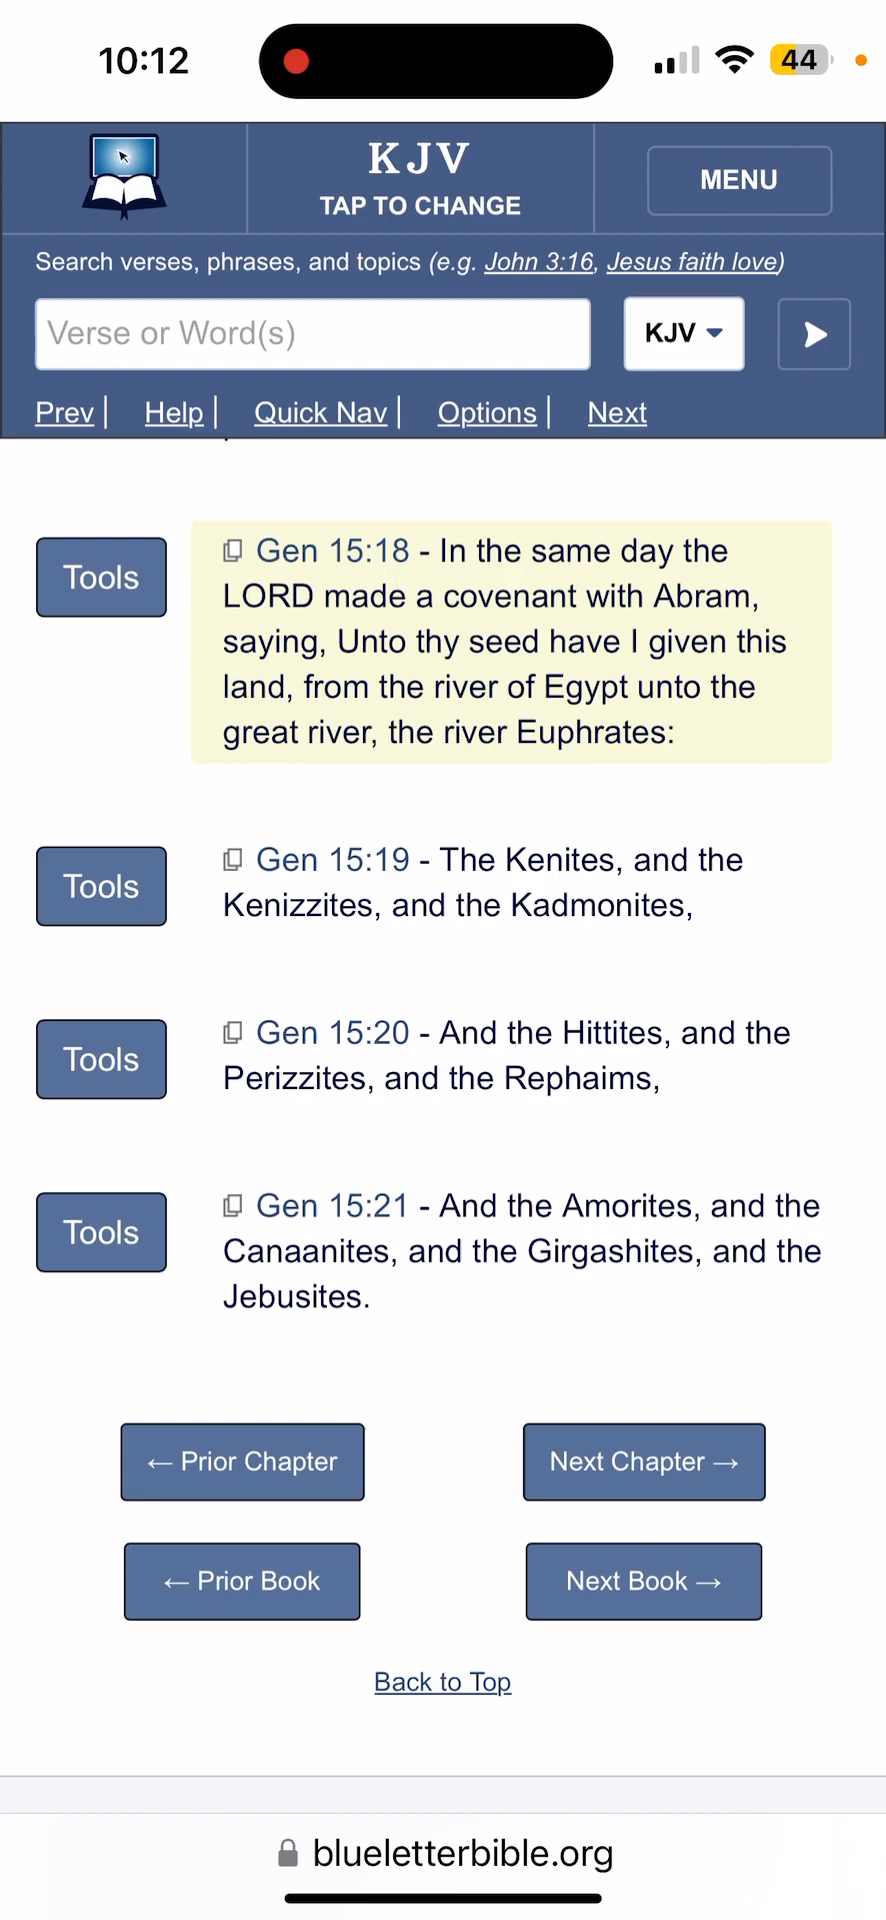 10:12
44
KJV
TAP TO CHANGE
MENU
Search verses, phrases, and topics (e.g. John 3:16, Jesus faith love)
Verse or Word(s)
KJV
Prev | Help | Quick Nav | Options | Next
Tools
Gen 15:18 - In the same day the
LORD made a covenant with Abram,
saying, Unto thy seed have I given this
land, from the river of Egypt unto the
great river, the river Euphrates:
Tools
Gen 15:19 - The Kenites, and the
Kenizzites, and the Kadmonites,
Tools
Gen 15:20 - And the Hittites, and the
Perizzites, and the Rephaims,
Tools
Gen 15:21 - And the Amorites, and the
Canaanites, and the Girgashites, and the
Jebusites.
← Prior Chapter
Next Chapter →
← Prior Book
Next Book →
Back to Top
blueletterbible.org